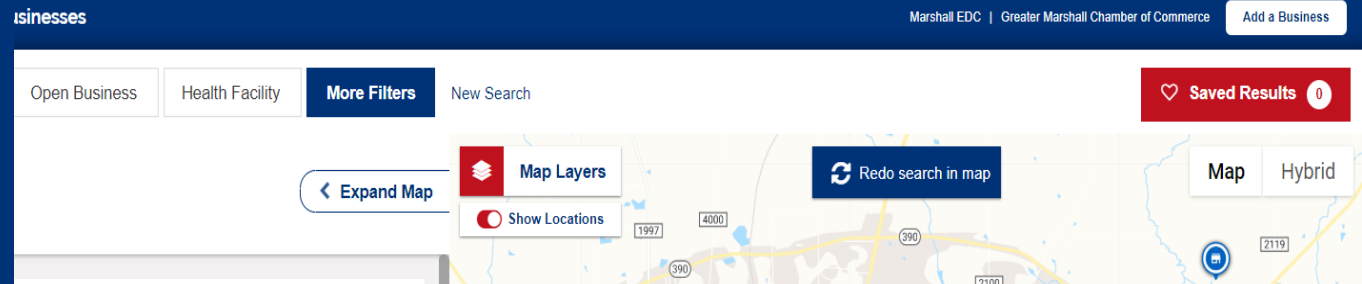 usinesses
Marshall EDC | Greater Marshall Chamber of Commerce
Add a Business
Open Business
Health Facility
More Filters
New Search
Saved Results 0
Expand Map
Map Layers
Redo search in map
Map
Hybrid
Show Locations
1997
4000
390
2119
390
2100